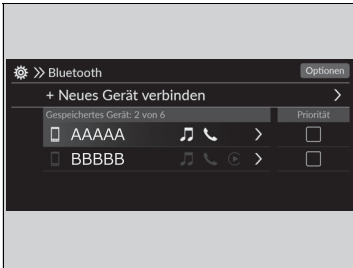 Bluetooth
Optionen
+ Neues Gerät verbinden
Gespeichertes Gerät: 2 von 6
Priorität
AAAAA
BBBBB